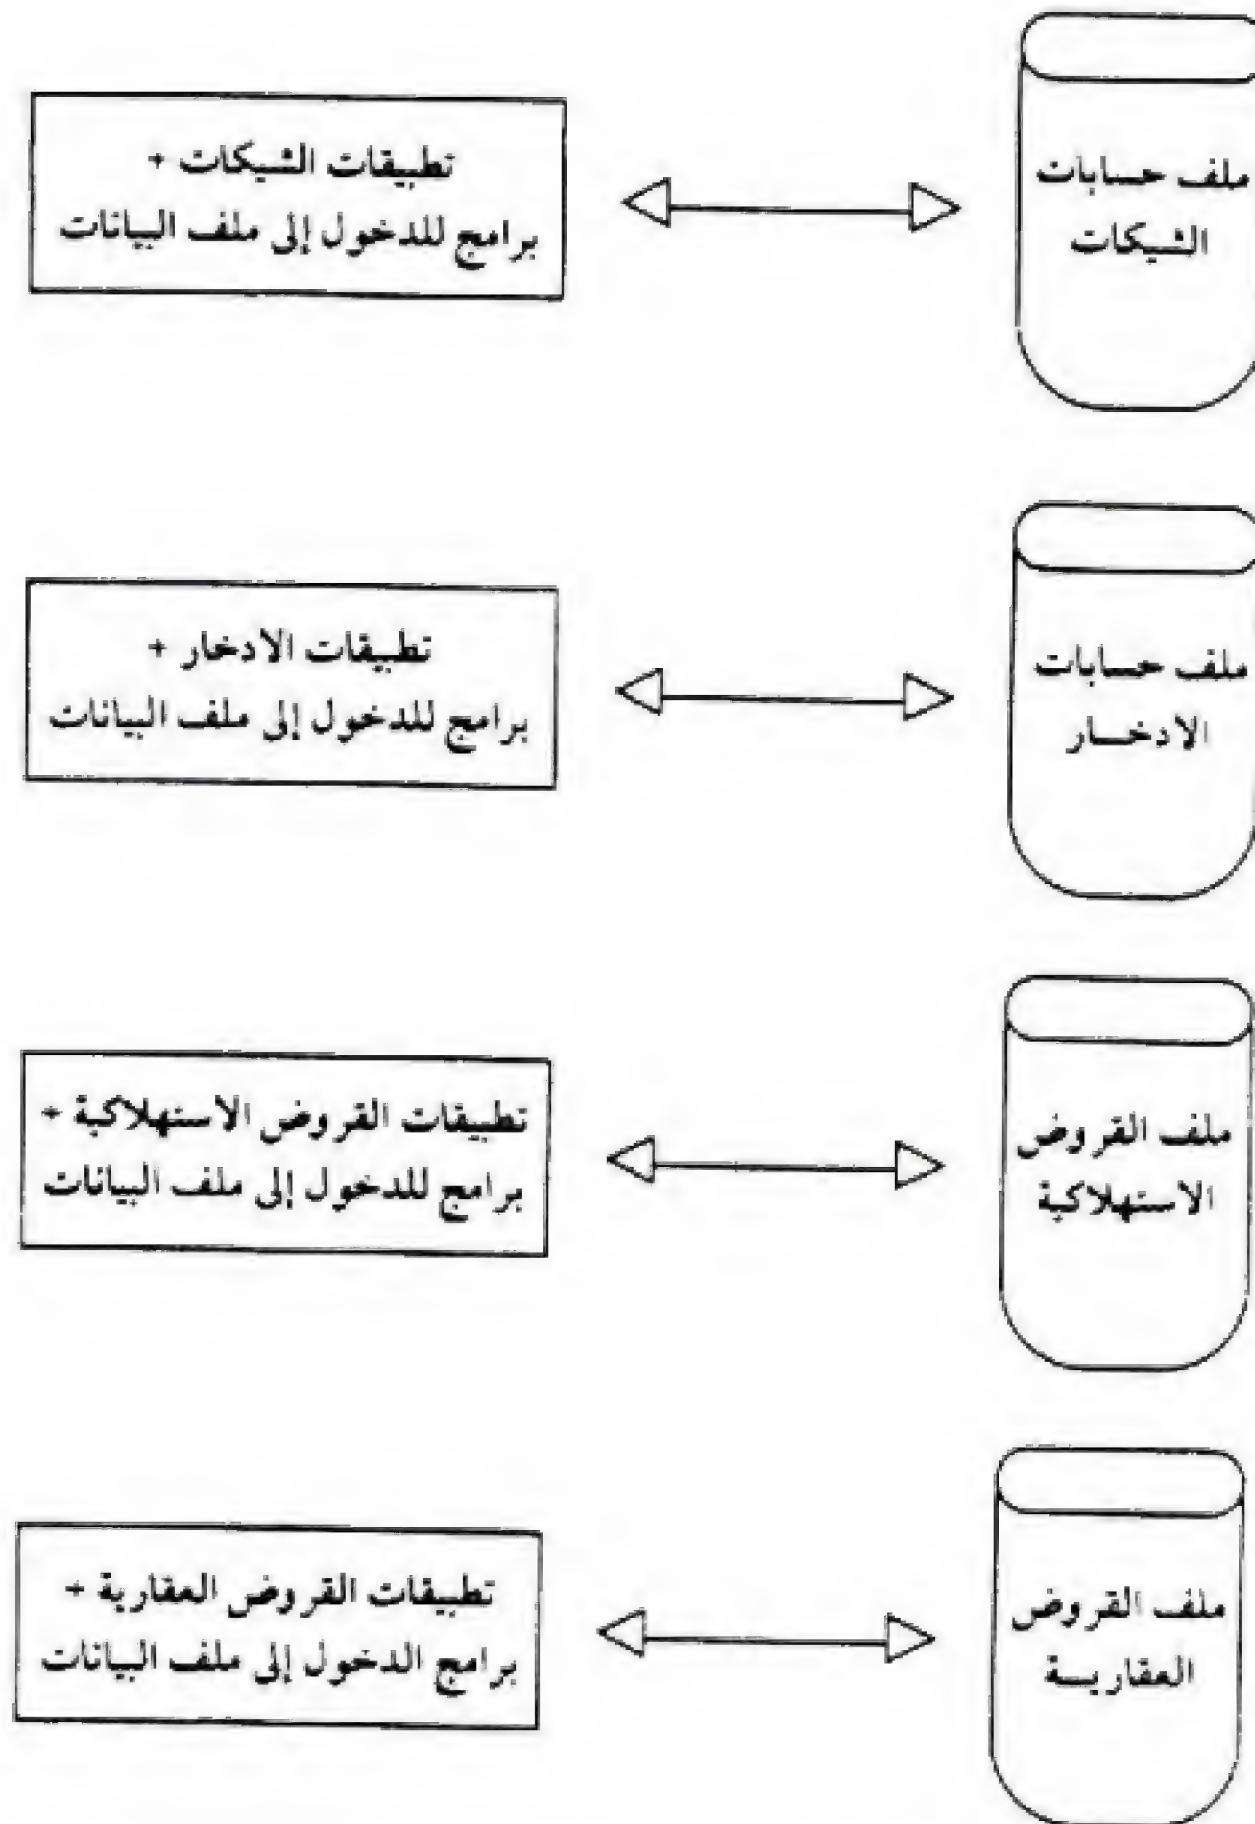 ملف حسابات
الشيكات
تطبيقات الشيكات +
برامج للدخول إلى ملف البيانات
ملف حسابات
الادخـــار
تطبيقات الادخار +
برامج للدخول إلى ملف البيانات
ملف القروض
الاستهلاكية
تطبيقات القروض الاستهلاكية +
برامج للدخول إلى ملف البيانات
ملف القروض
العقاريــة
تطبيقات القروض العقارية +
برامج الدخول إلى ملف البيانات